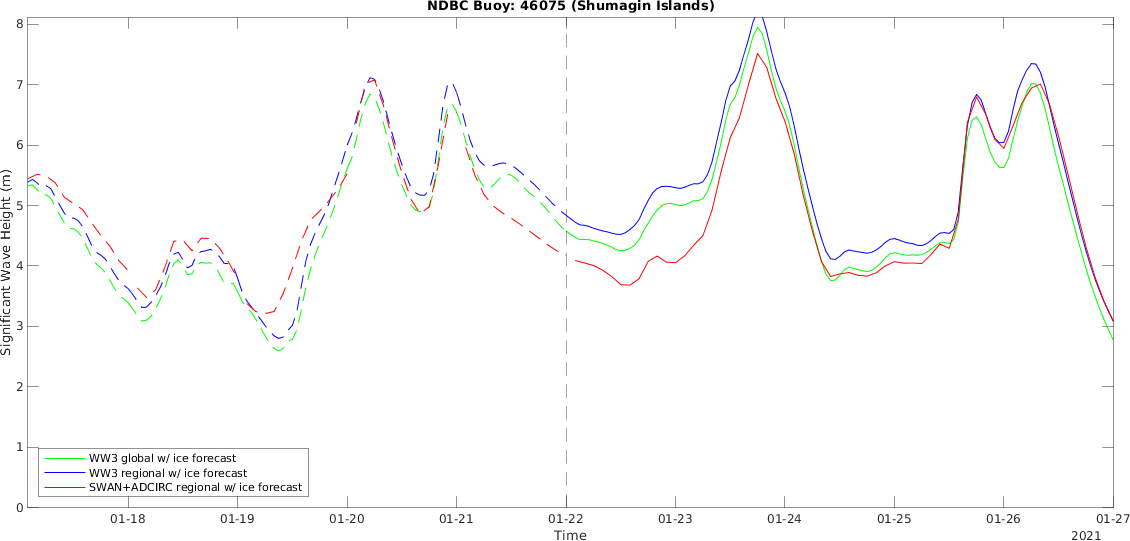 NDBC Buoy: 46075 (Shumagin Islands)
Significant Wave Height (m)
8
7
6
5
4
3
2
1
0
WW3 global w/ ice forecast
WW3 regional w/ ice forecast
SWAN+ADCIRC regional w/ ice forecast
01-18 01-19 01-20 01-21 01-22 01-23 01-24 01-25 01-26 01-27
Time
2021